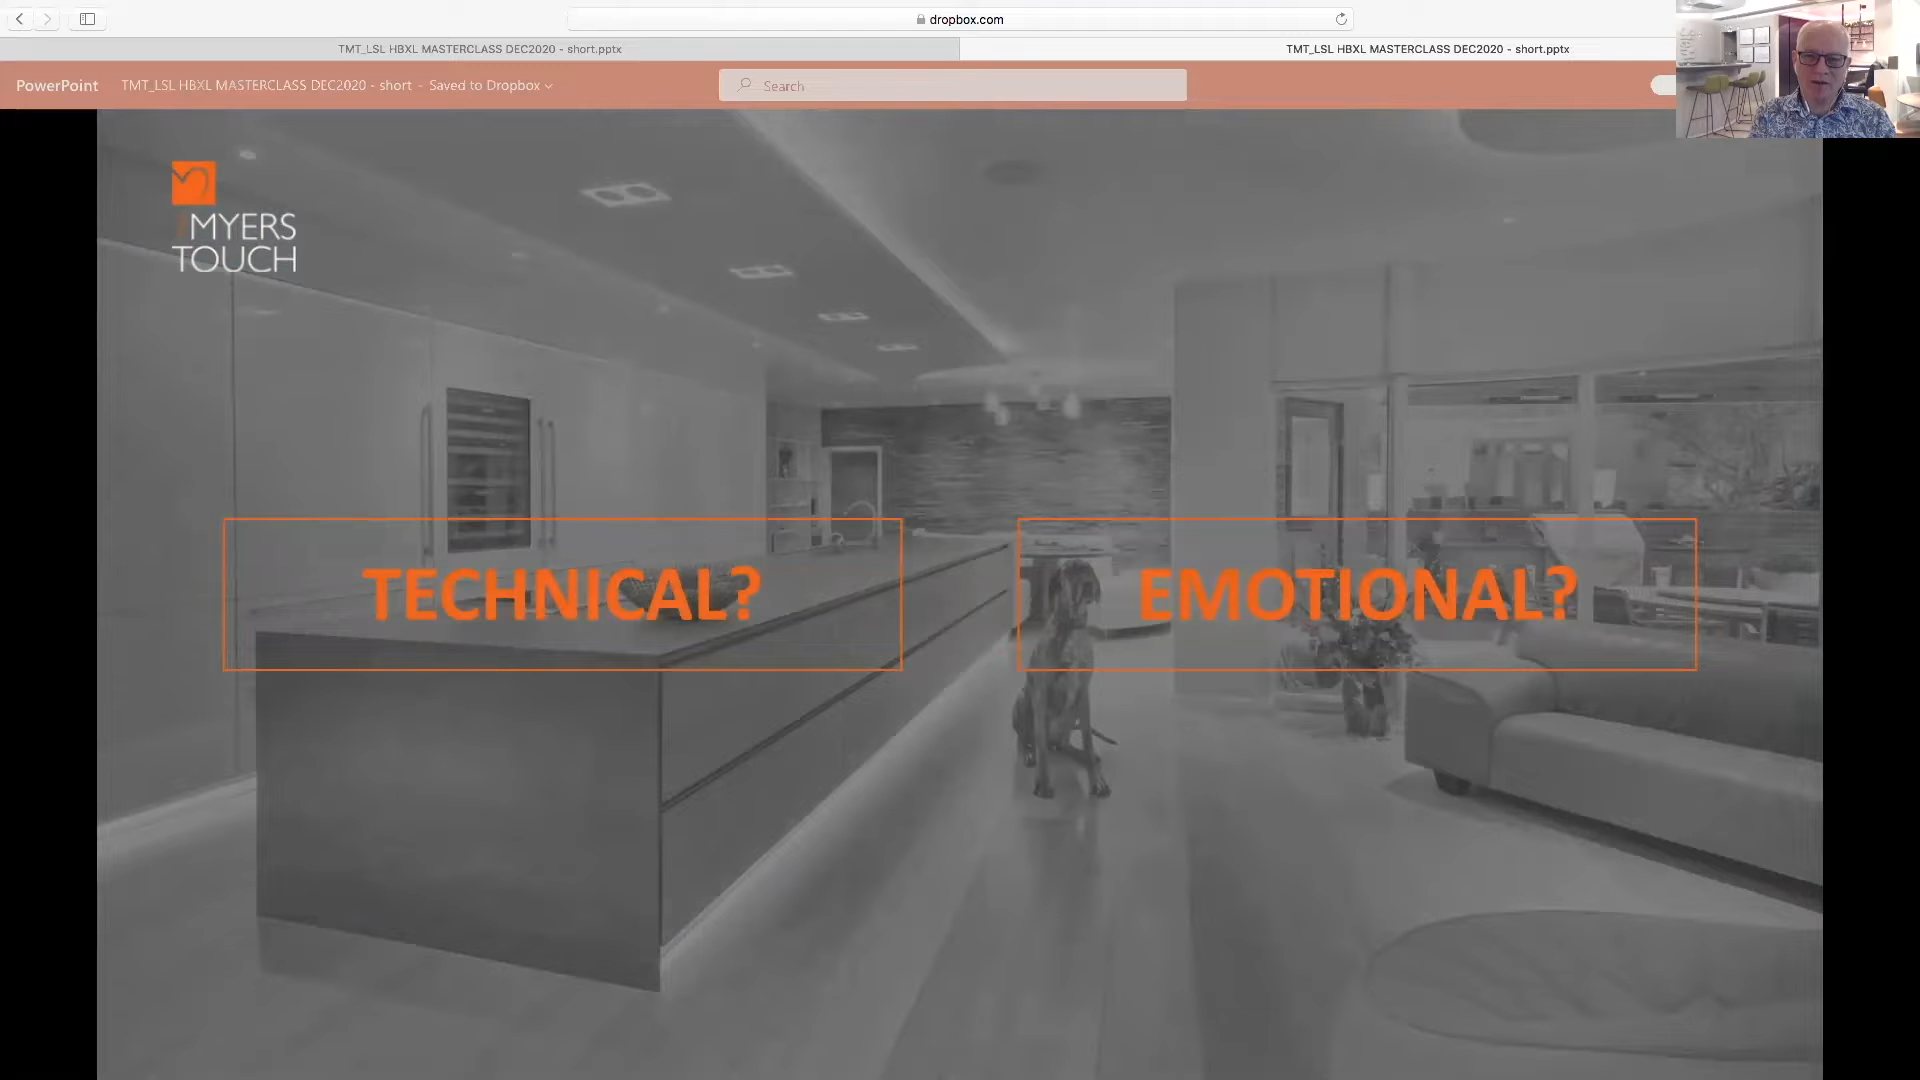 dropbox.com
TMT_LSL HBXL MASTERCLASS DEC2020 - short.pptx
TMT_LSL HBXL MASTERCLASS DEC2020 - short.pptx
PowerPoint
TMT_LSL HBXL MASTERCLASS DEC2020 - short - Saved to Dropbox
Search
MYERS
TOUCH
TECHNICAL?
EMOTIONAL?